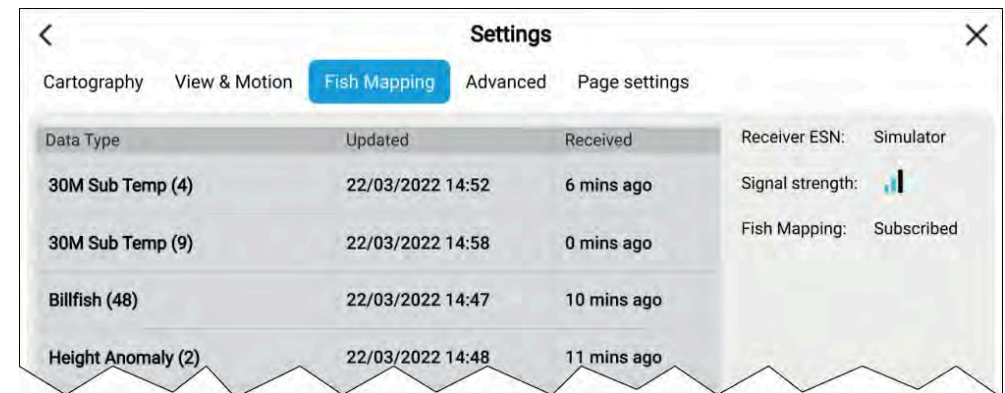 Settings
Cartography View & Motion Fish Mapping Advanced Page settings
Data Type Updated Received
30M Sub Temp (4) 22/03/2022 14:52 6 mins ago
30M Sub Temp (9) 22/03/2022 14:58 0 mins ago
Billfish (48) 22/03/2022 14:47 10 mins ago
Height Anomaly (2) 22/03/2022 14:48 11 mins ago
Receiver ESN: Simulator
Signal strength:
Fish Mapping: Subscribed